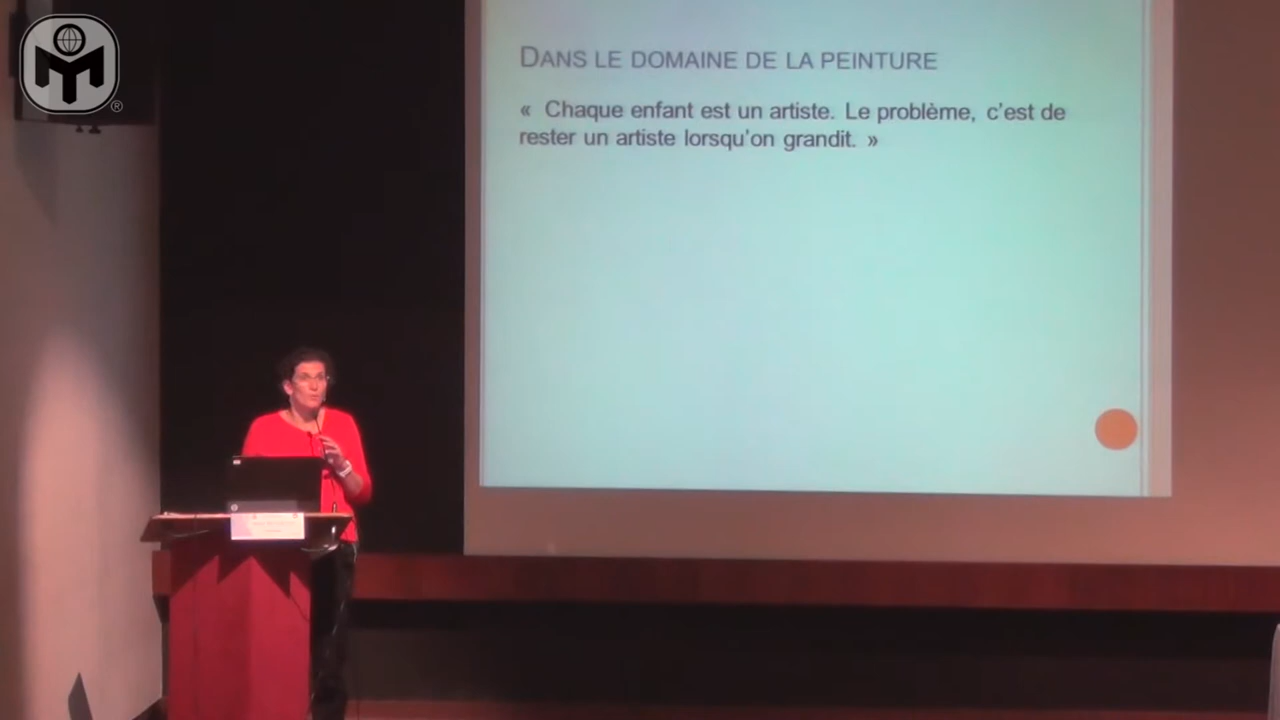 DANS LE DOMAINE DE LA PEINTURE
« Chaque enfant est un artiste. Le problème, c'est de
rester un artiste lorsqu'on grandit. »
®